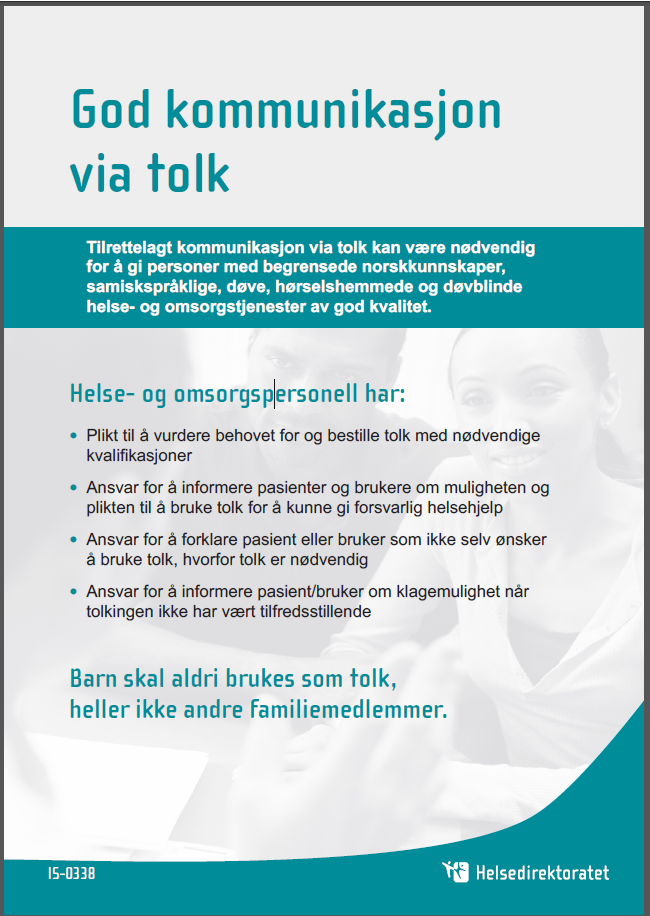 God kommunikasjon
via tolk
Tilrettelagt kommunikasjon via tolk kan være nødvendig
for å gi personer med begrensede norskkunnskaper,
samiskspråklige, døve, hørselshemmede og døvblinde
helse- og omsorgstjenester av god kvalitet.
Helse- og omsorgspersonell har:
• Plikt til å vurdere behovet for og bestille tolk med nødvendige
kvalifikasjoner
• Ansvar for å informere pasienter og brukere om muligheten og
plikten til å bruke tolk for å kunne gi forsvarlig helsehjelp
• Ansvar for å forklare pasient eller bruker som ikke selv ønsker
å bruke tolk, hvorfor tolk er nødvendig
• Ansvar for å informere pasient/bruker om klagemulighet når
tolkingen ikke har vært tilfredsstillende
Barn skal aldri brukes som tolk,
heller ikke andre familiemedlemmer.
IS-0338
Helsedirektoratet